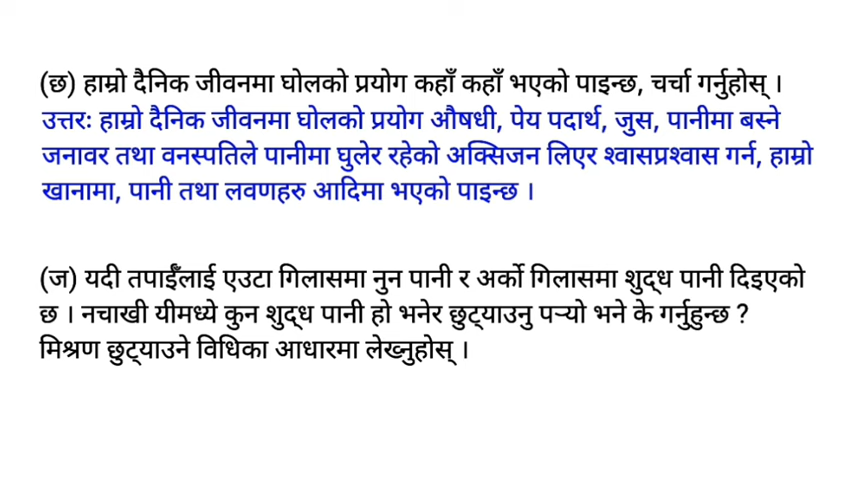 (छ) हाम्रो दैनिक जीवनमा घोलको प्रयोग कहाँ कहाँ भएको पाइन्छ, चर्चा गर्नुहोस् ।
उत्तरः हाम्रो दैनिक जीवनमा घोलको प्रयोग औषधी, पेय पदार्थ, जुस, पानीमा बस्ने
जनावर तथा वनस्पतिले पानीमा घुलेर रहेको अक्सिजन लिएर श्वासप्रश्वास गर्न, हाम्रो
खानामा, पानी तथा लवणहरु आदिमा भएको पाइन्छ ।
(ज) यदी तपाईँलाई एउटा गिलासमा नुन पानी र अर्को गिलासमा शुद्ध पानी दिइएको
छ । नचाखी यीमध्ये कुन शुद्ध पानी हो भनेर छुट्याउनु पर्‍यो भने के गर्नुहुन्छ ?
मिश्रण छुट्याउने विधिका आधारमा लेख्नुहोस् ।